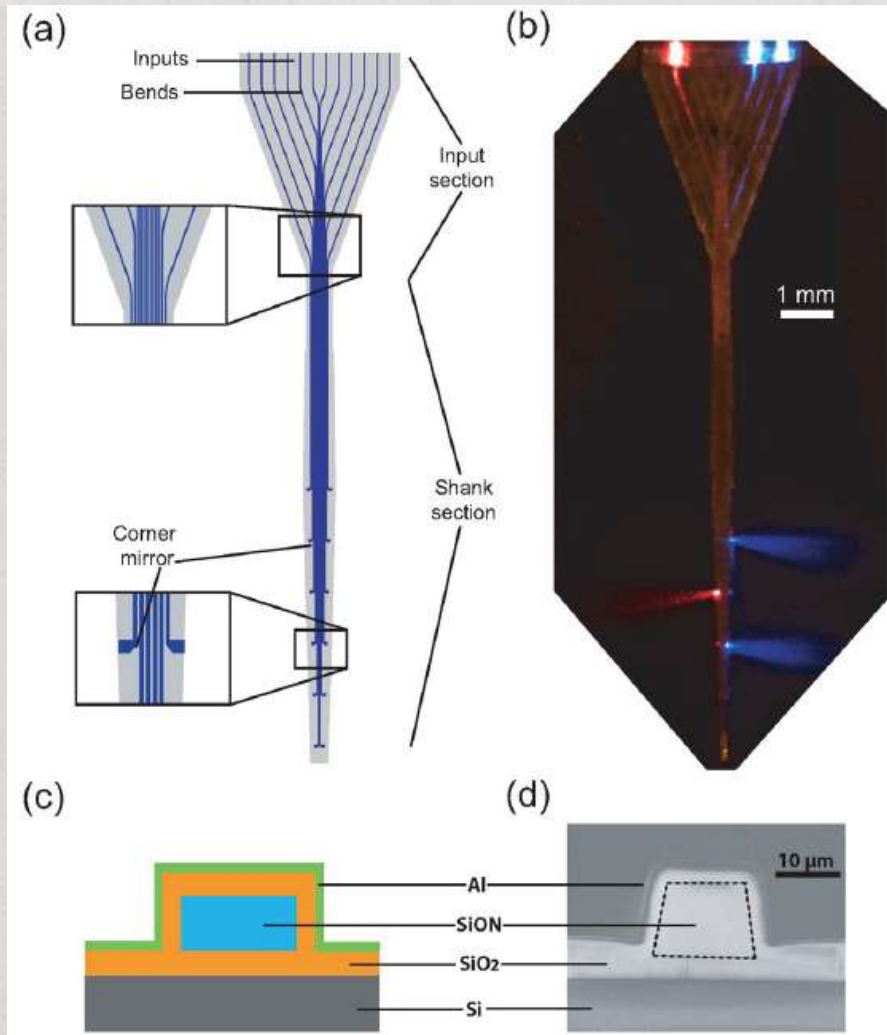 (a)
Inputs
Bends
Input
section
Corner
mirror
Shank
section
(b)
1 mm
(c)
Al
SiON
SiO₂
Si
(d)
10 µm